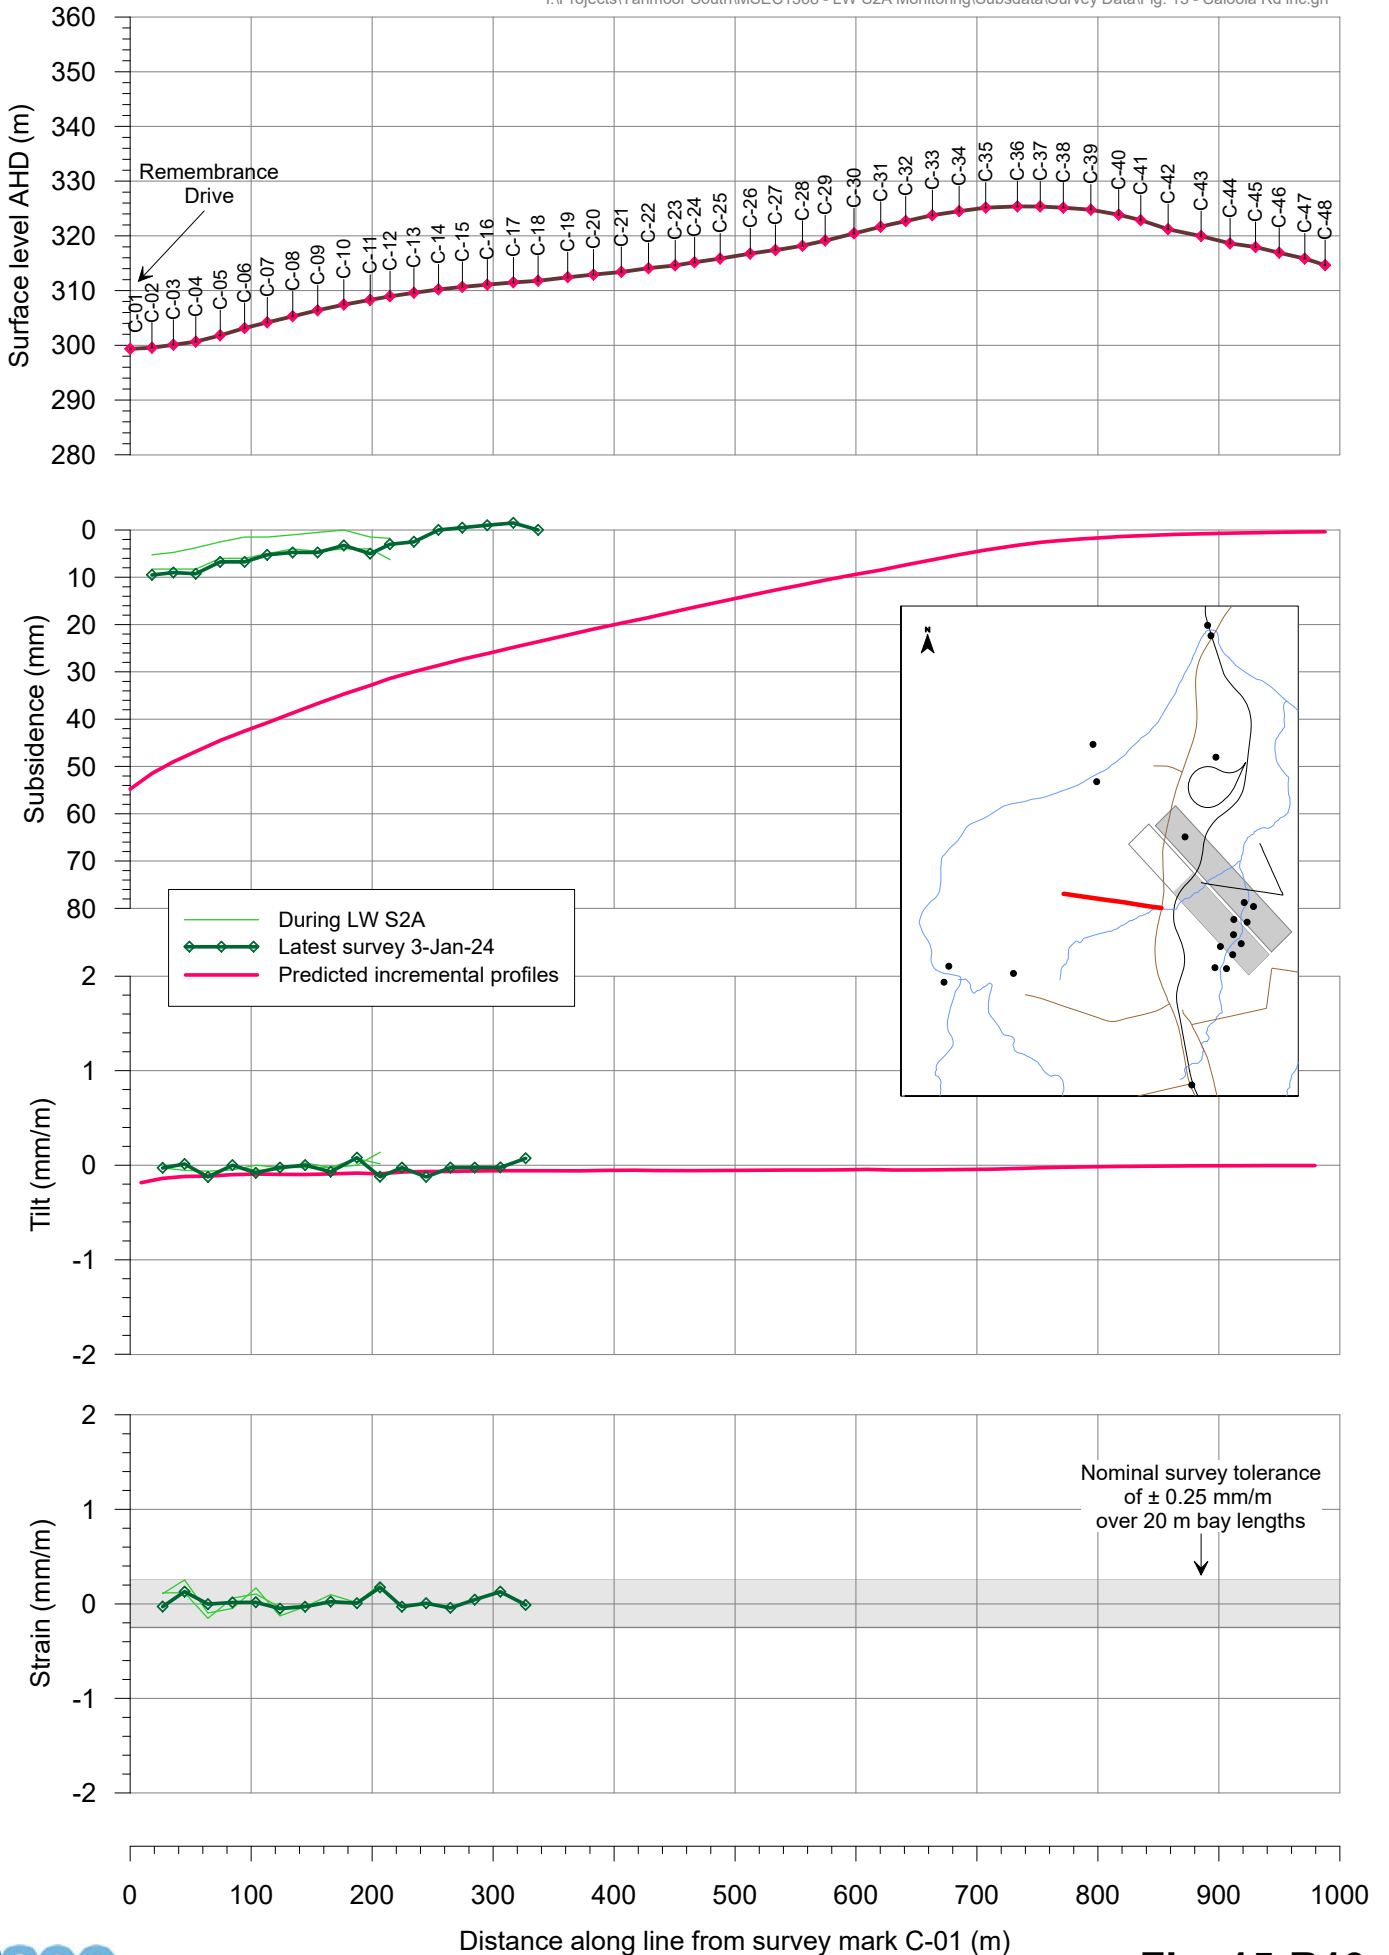 360
350
340
330
320
310
300
290
280
Surface level AHD (m)
Remembrance
Drive
C-01
C-02
C-03
C-04
C-05
C-06
C-07
C-08
C-09
C-10
C-11
C-12
C-13
C-14
C-15
C-16
C-17
C-18
C-19
C-20
C-21
C-22
C-23
C-24
C-25
C-26
C-27
C-28
C-29
C-30
C-31
C-32
C-33
C-34
C-35
C-36
C-37
C-38
C-39
C-40
C-41
C-42
C-43
C-44
C-45
C-46
C-47
C-48
0
10
20
30
40
50
60
70
80
Subsidence (mm)
N
During LW S2A
Latest survey 3-Jan-24
Predicted incremental profiles
2
1
0
-1
-2
Tilt (mm/m)
2
1
0
-1
-2
Strain (mm/m)
Nominal survey tolerance
of ± 0.25 mm/m
over 20 m bay lengths
0 100 200 300 400 500 600 700 800 900 1000
Distance along line from survey mark C-01 (m)